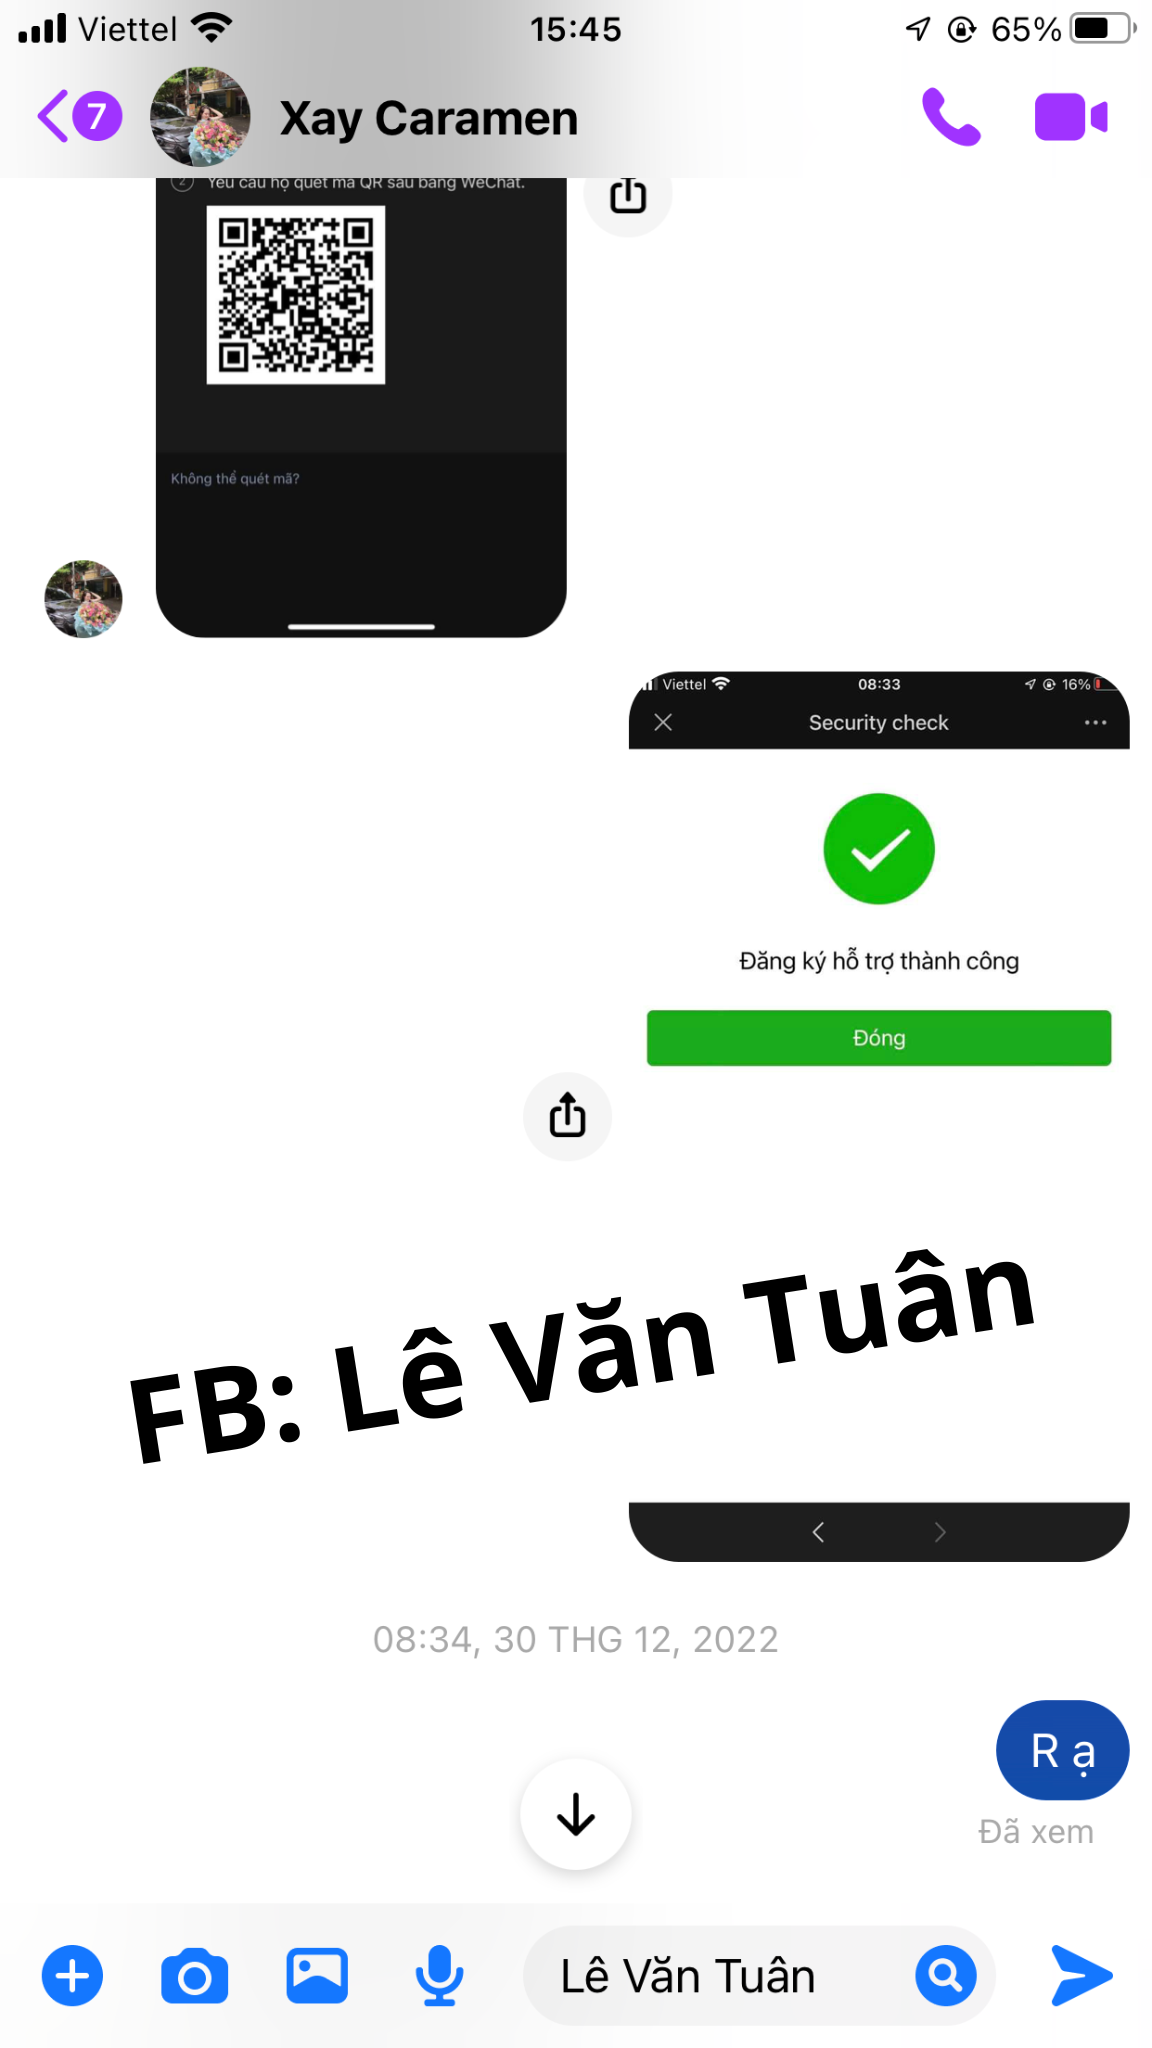 Viettel 15:45 65%
7 Xay Caramen
2 Yêu cầu họ quét mã QR sau bằng WeChat.
Không thể quét mã?
Viettel 08:33 16%
Security check
Đăng ký hỗ trợ thành công
Đóng
FB: Lê Văn Tuân
08:34, 30 THG 12, 2022
R ạ
Đã xem
Lê Văn Tuân